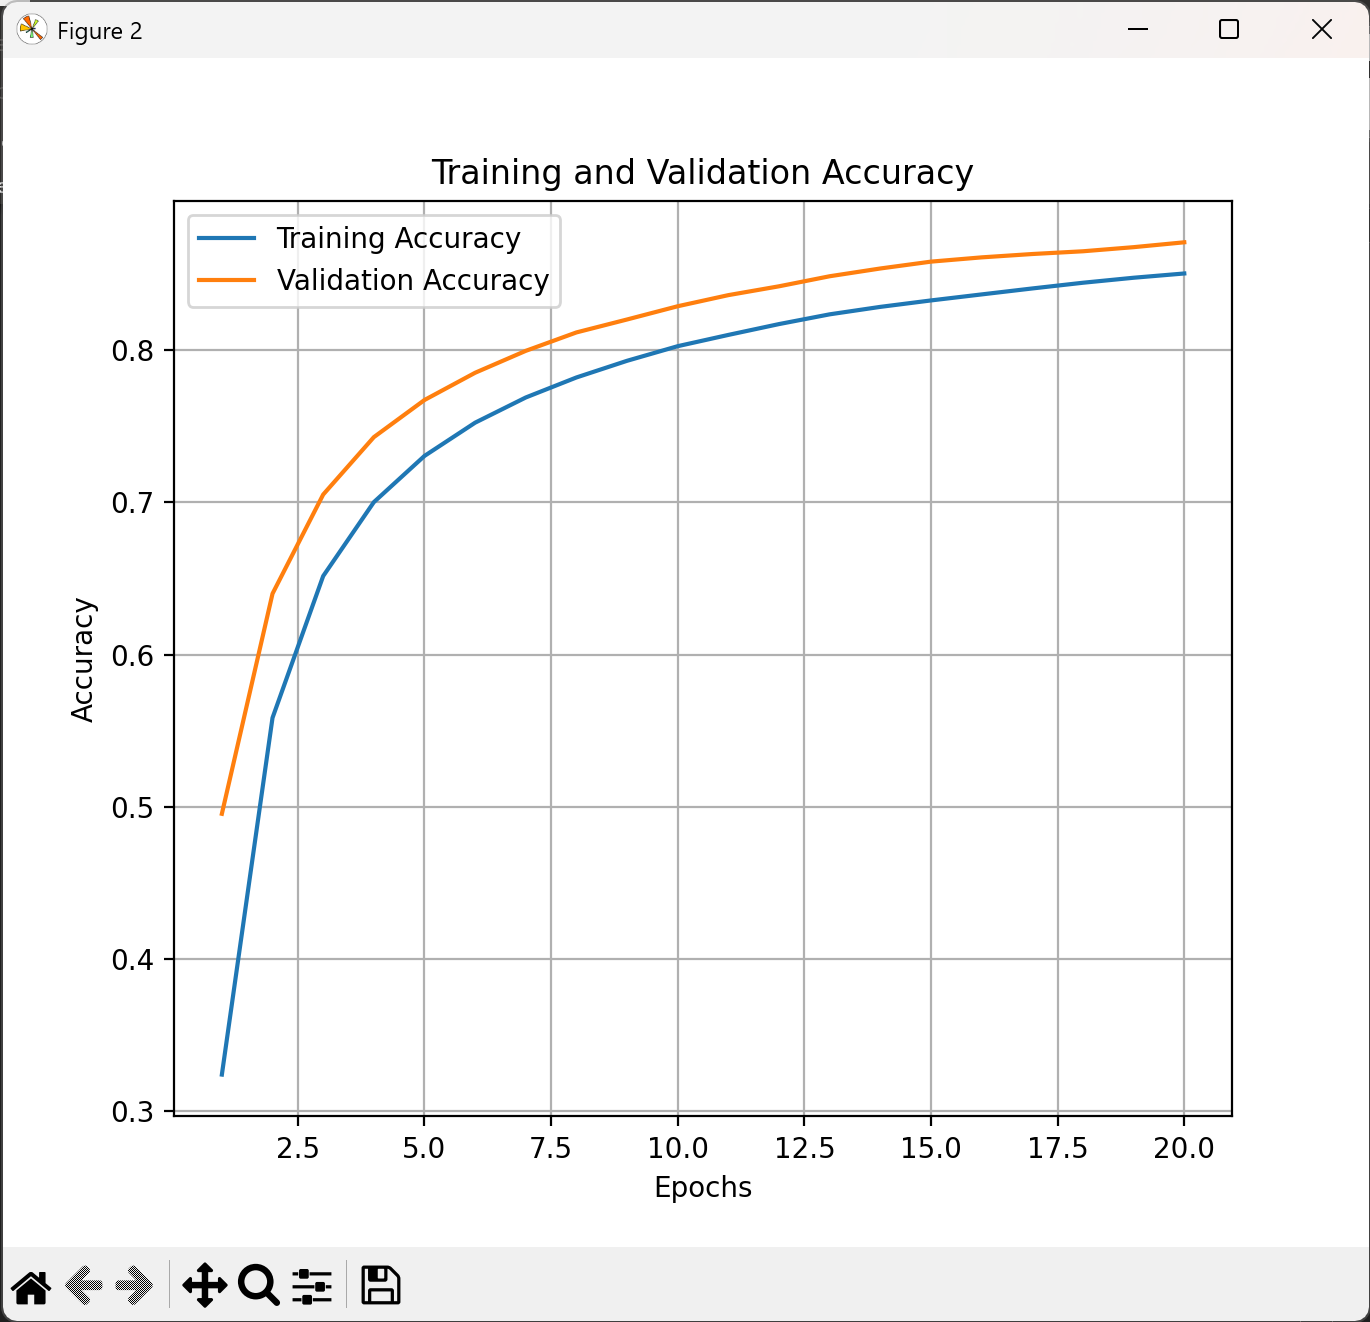 Figure 2
Training and Validation Accuracy
Training Accuracy
Validation Accuracy
0.8
0.7
0.6
0.5
0.4
0.3
Accuracy
2.5 5.0 7.5 10.0 12.5 15.0 17.5 20.0
Epochs